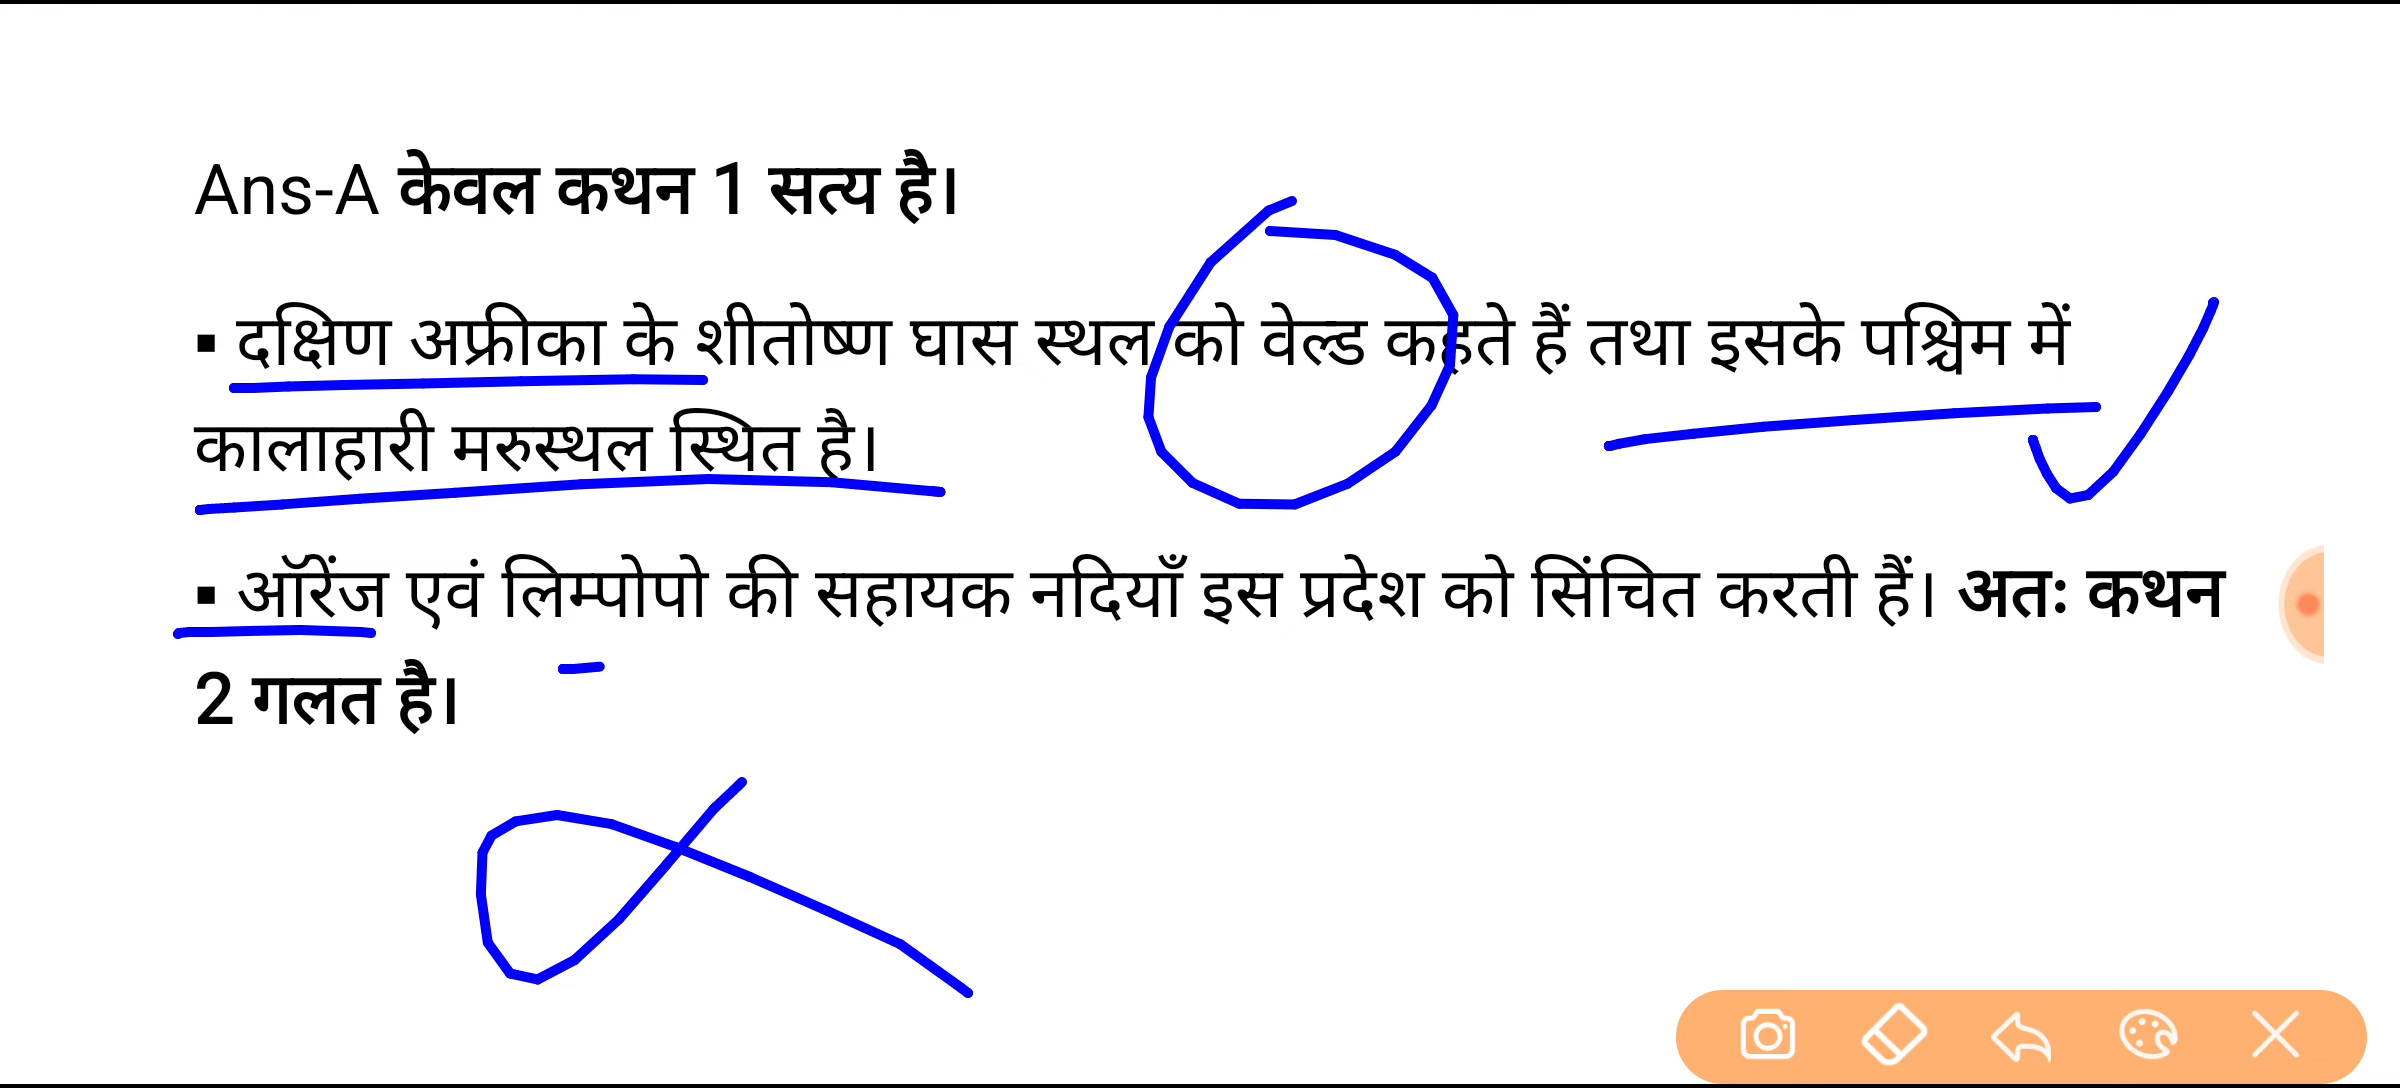 Ans-A केवल कथन 1 सत्य है।
▪ दक्षिण अफ्रीका के शीतोष्ण घास स्थल को वेल्ड कहते हैं तथा इसके पश्चिम में
कालाहारी मरुस्थल स्थित है।
▪ ऑरेंज एवं लिम्पोपो की सहायक नदियाँ इस प्रदेश को सिंचित करती हैं। अतः कथन
2 गलत है।